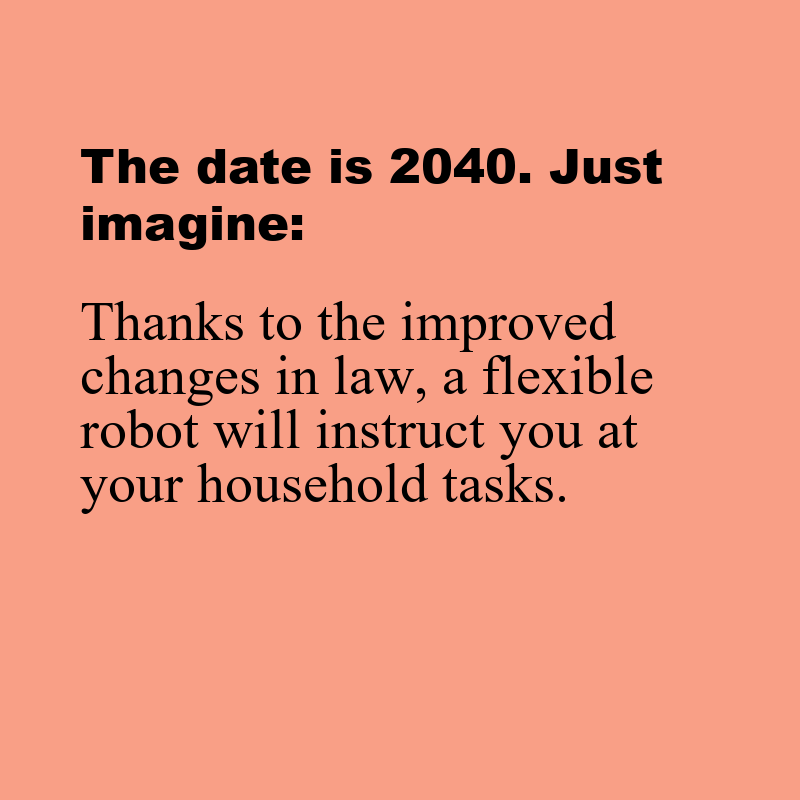 The date is 2040. Just
imagine:
Thanks to the improved
changes in law, a flexible
robot will instruct you at
your household tasks.